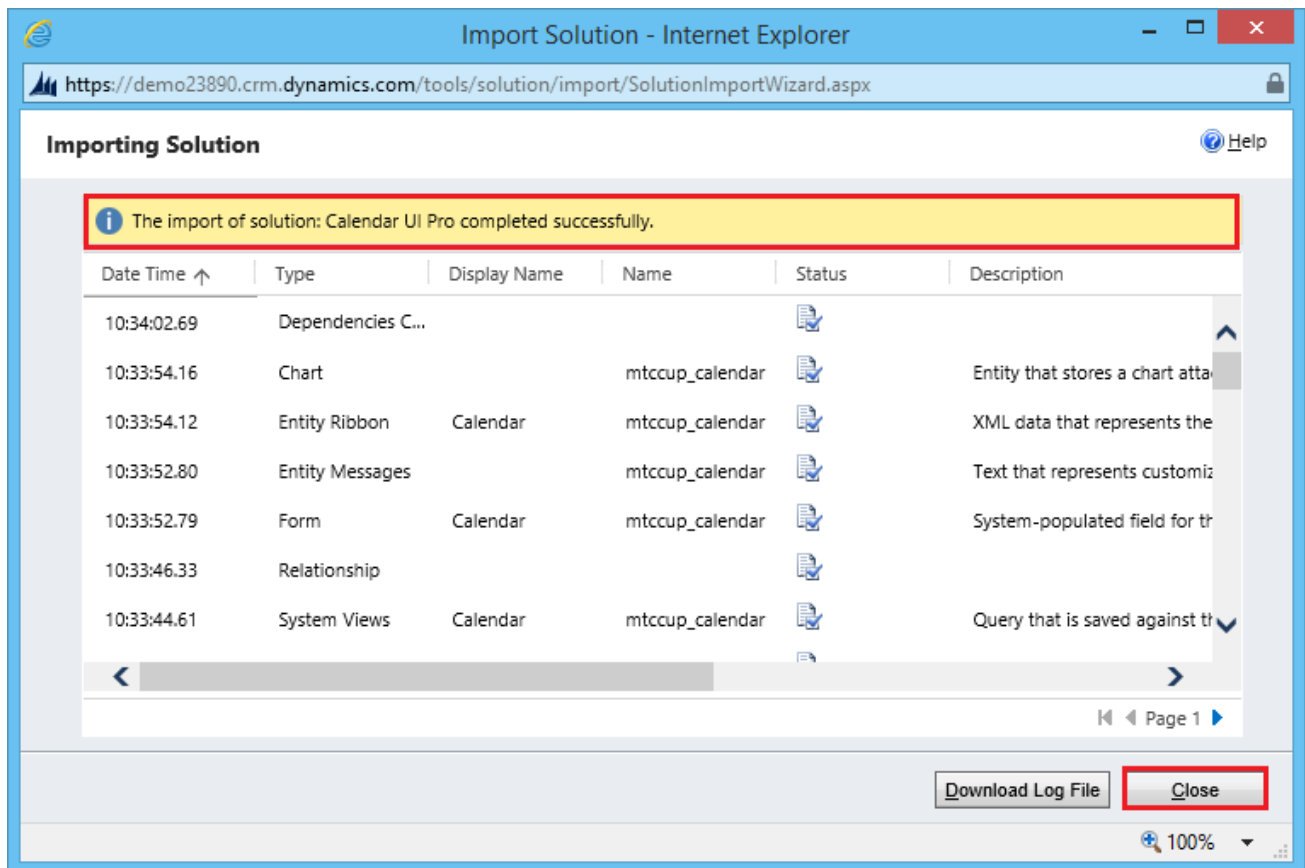 Import Solution - Internet Explorer
https://demo23890.crm.dynamics.com/tools/solution/import/SolutionImportWizard.aspx
Importing Solution
Help
The import of solution: Calendar UI Pro completed successfully.
Date Time Type Display Name Name Status Description
10:34:02.69 Dependencies C...
10:33:54.16 Chart mtccup_calendar Entity that stores a chart atta
10:33:54.12 Entity Ribbon Calendar mtccup_calendar XML data that represents the
10:33:52.80 Entity Messages mtccup_calendar Text that represents customiz
10:33:52.79 Form Calendar mtccup_calendar System-populated field for th
10:33:46.33 Relationship
10:33:44.61 System Views Calendar mtccup_calendar Query that is saved against th
Page 1
Download Log File Close
100%